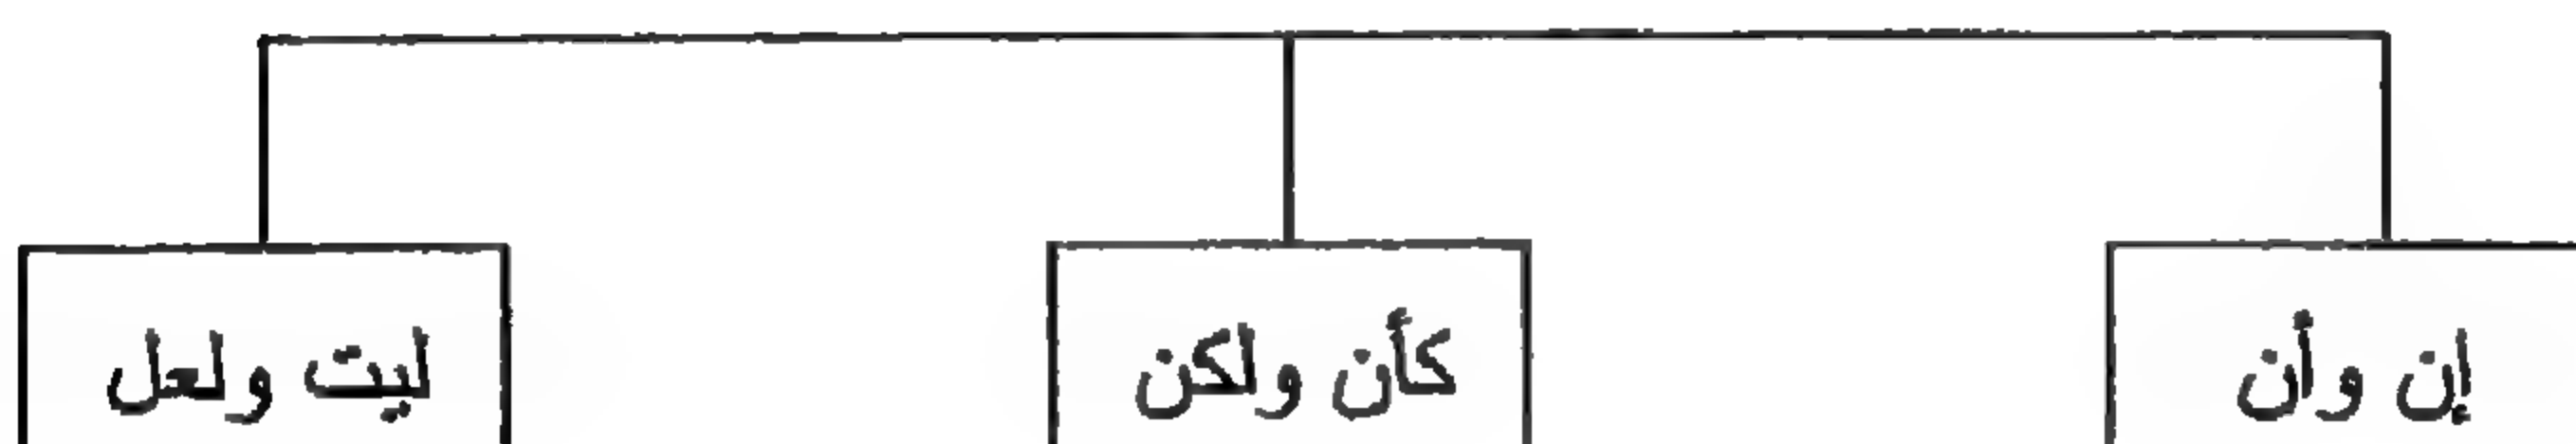 إن وأن
كأن ولكن
ليت ولعل